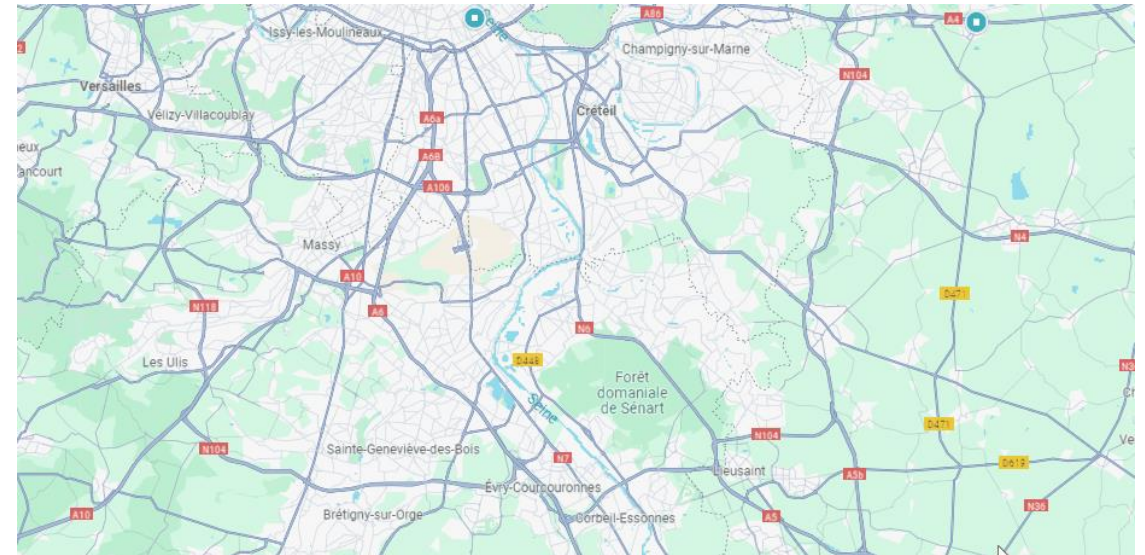 A86
A4
Seine
Issy-les-Moulineaux
Champigny-sur-Marne
N104
Versailles
Vélizy-Villacoublay
A6a
Créteil
A6B
ancourt
A106
Massy
N4
A10
D471
N118
A6
N6
D448
Les Ulis
Forêt
domaniale
de Sénart
Seine
D471
N104
N104
Sainte-Geneviève-des-Bois
N7
D619
Lieusaint
A5b
Évry-Courcouronnes
N36
A10
Brétigny-sur-Orge
Corbeil-Essonnes
A5